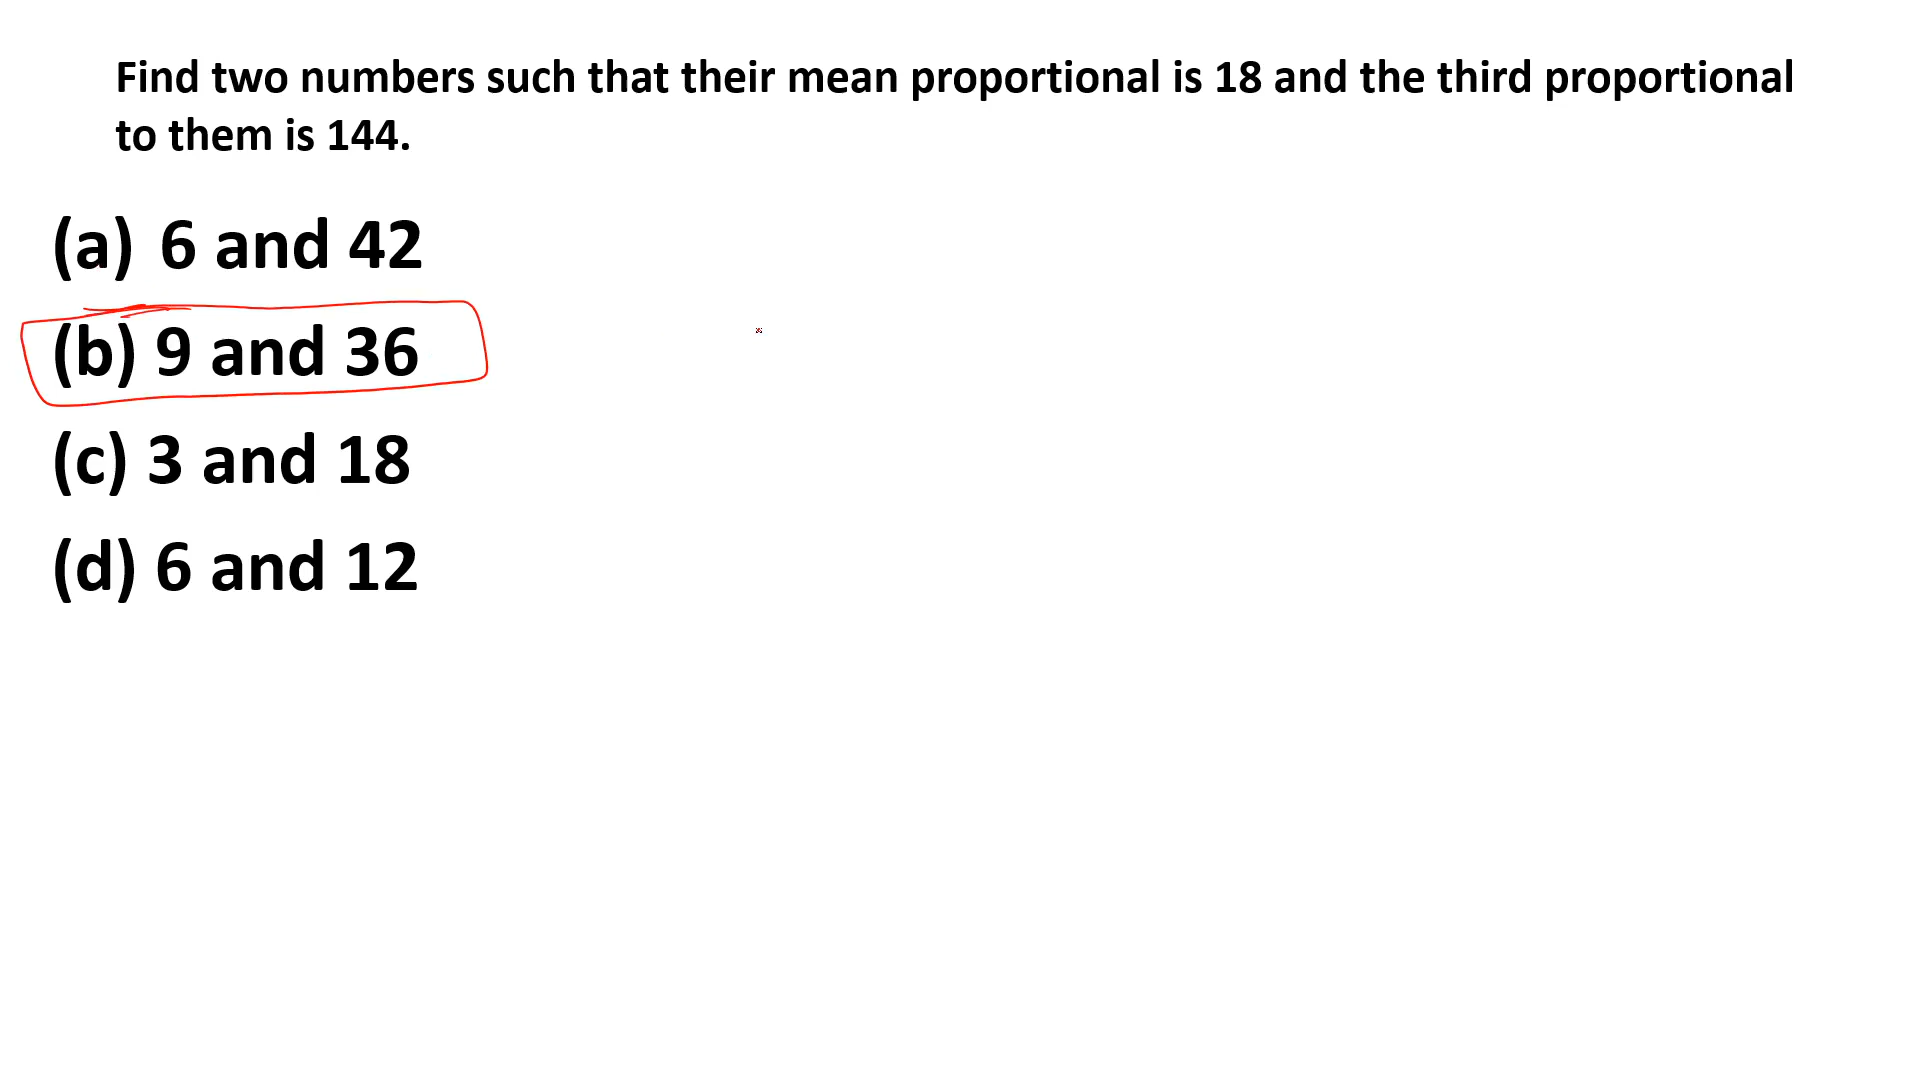 Find two numbers such that their mean proportional is 18 and the third proportional
to them is 144.
(a) 6 and 42
(b) 9 and 36
(c) 3 and 18
(d) 6 and 12